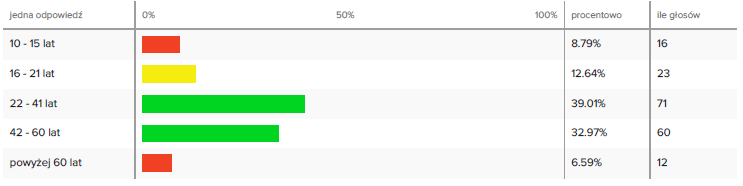 jedna odpowiedź 0% 50% 100% procentowo ile głosów
10 - 15 lat 8.79% 16
16 - 21 lat 12.64% 23
22 - 41 lat 39.01% 71
42 - 60 lat 32.97% 60
powyżej 60 lat 6.59% 12